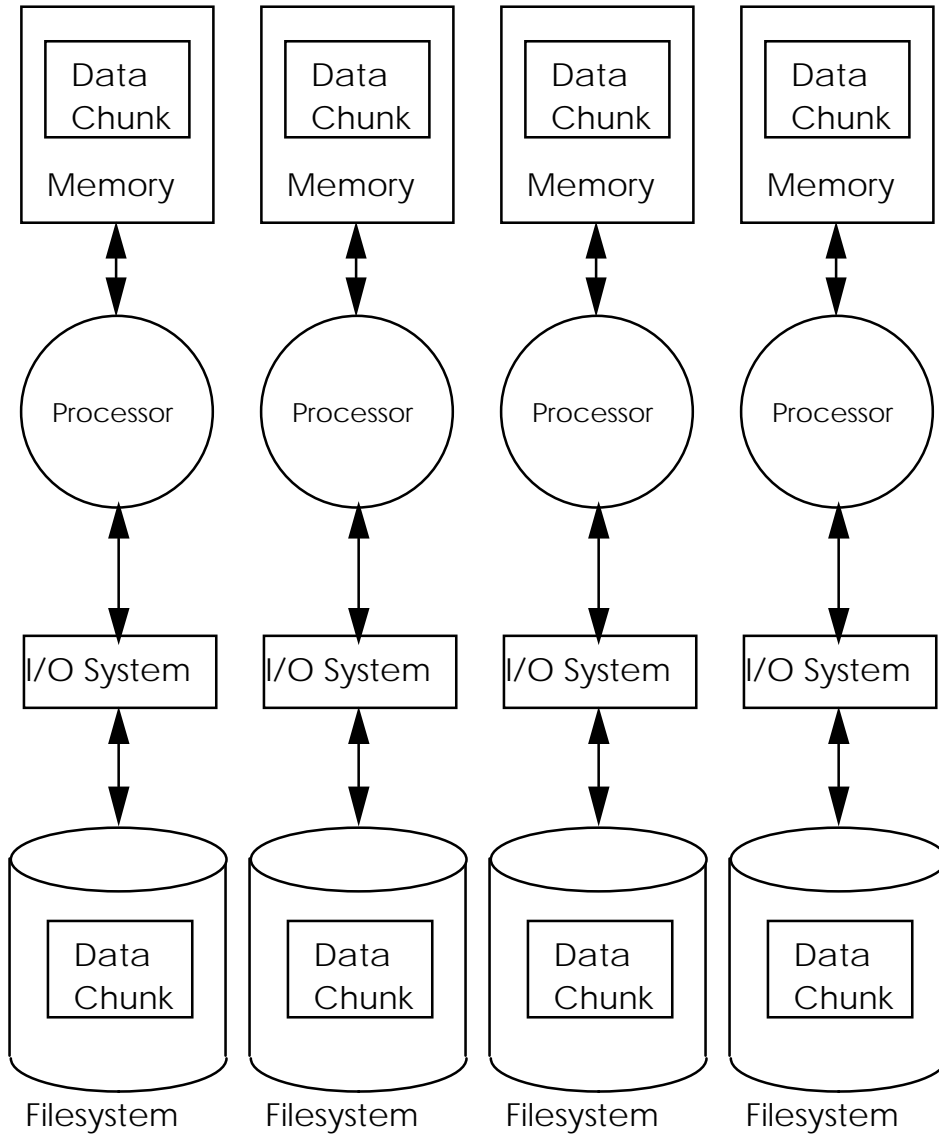 Data
Chunk
Data
Chunk
Data
Chunk
Data
Chunk
Memory
Memory
Memory
Memory
Processor
Processor
Processor
Processor
I/O System
I/O System
I/O System
I/O System
Data
Chunk
Data
Chunk
Data
Chunk
Data
Chunk
Filesystem
Filesystem
Filesystem
Filesystem